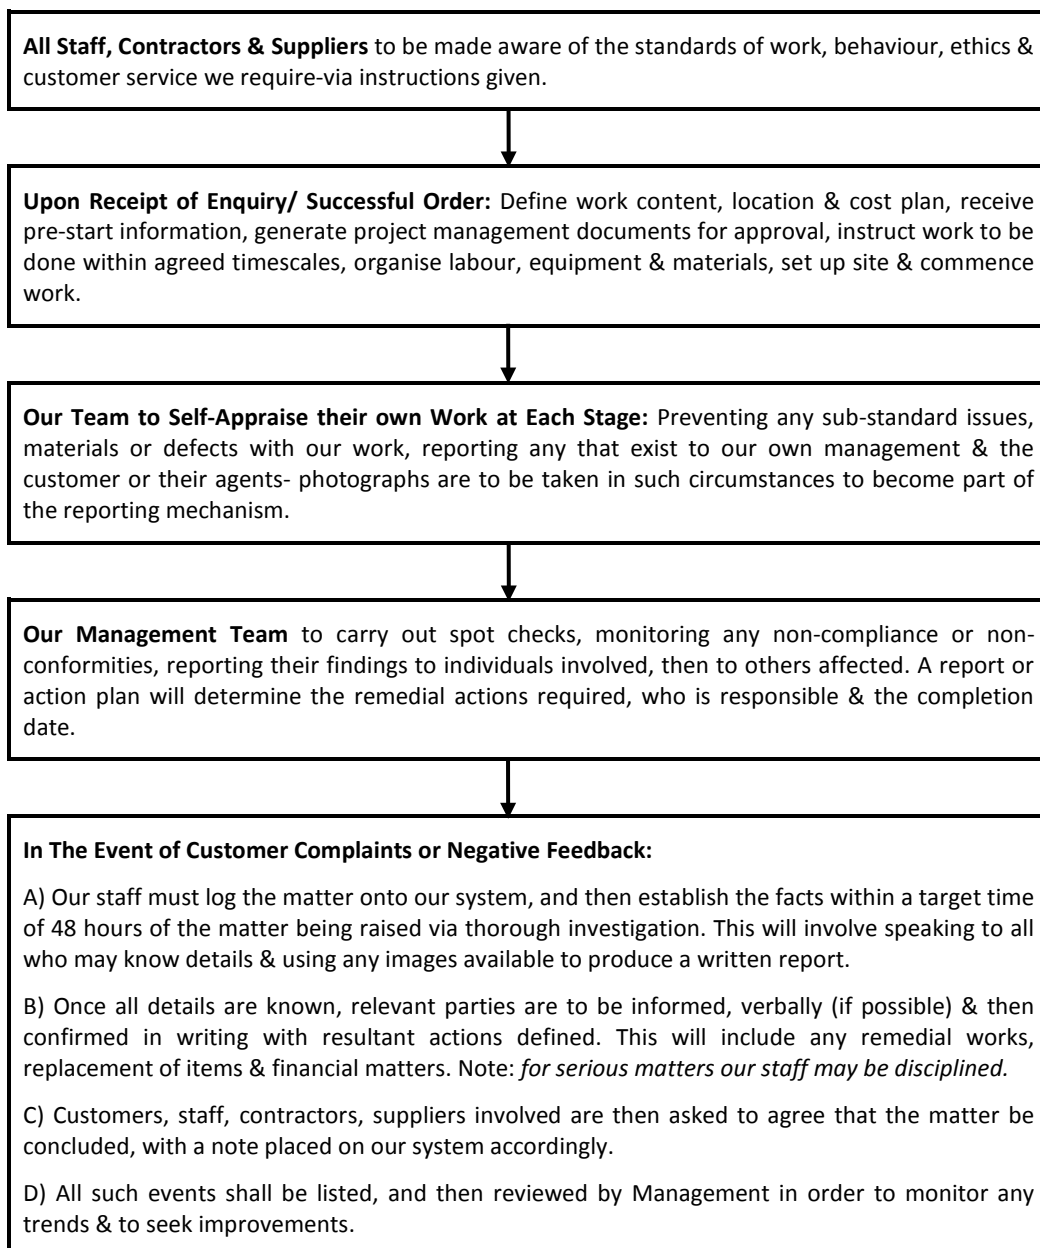 All Staff, Contractors & Suppliers to be made aware of the standards of work, behaviour, ethics &
customer service we require-via instructions given.
Upon Receipt of Enquiry/ Successful Order: Define work content, location & cost plan, receive
pre-start information, generate project management documents for approval, instruct work to be
done within agreed timescales, organise labour, equipment & materials, set up site & commence
work.
Our Team to Self-Appraise their own Work at Each Stage: Preventing any sub-standard issues,
materials or defects with our work, reporting any that exist to our own management & the
customer or their agents- photographs are to be taken in such circumstances to become part of
the reporting mechanism.
Our Management Team to carry out spot checks, monitoring any non-compliance or non-
conformities, reporting their findings to individuals involved, then to others affected. A report or
action plan will determine the remedial actions required, who is responsible & the completion
date.
In The Event of Customer Complaints or Negative Feedback:
A) Our staff must log the matter onto our system, and then establish the facts within a target time
of 48 hours of the matter being raised via thorough investigation. This will involve speaking to all
who may know details & using any images available to produce a written report.
B) Once all details are known, relevant parties are to be informed, verbally (if possible) & then
confirmed in writing with resultant actions defined. This will include any remedial works,
replacement of items & financial matters. Note: for serious matters our staff may be disciplined.
C) Customers, staff, contractors, suppliers involved are then asked to agree that the matter be
concluded, with a note placed on our system accordingly.
D) All such events shall be listed, and then reviewed by Management in order to monitor any
trends & to seek improvements.